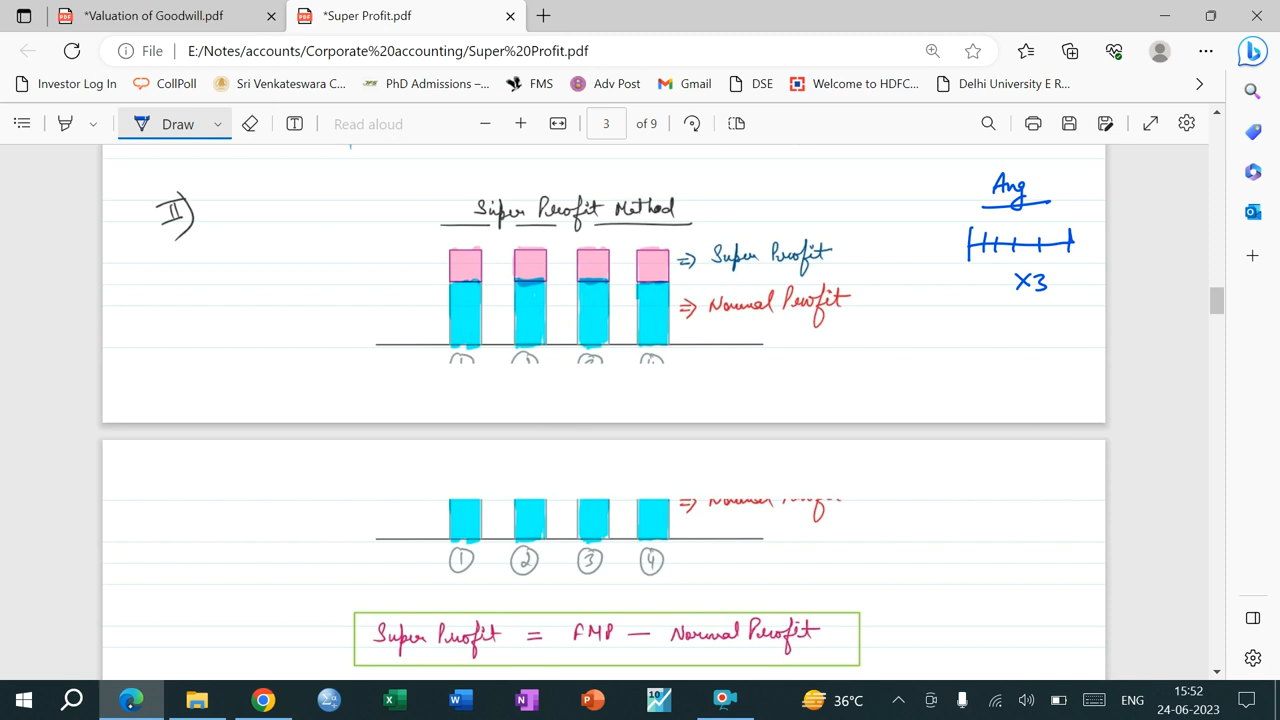 *Valuation of Goodwill.pdf
*Super Profit.pdf
File E:/Notes/accounts/Corporate%20accounting/Super%20Profit.pdf
Investor Log In CollPoll Sri Venkateswara C... PhD Admissions –... FMS Adv Post Gmail DSE Welcome to HDFC... Delhi University E R...
Draw Read aloud 3 of 9
II) Super Profit Method
Avg
⇒ Super Profit
×3
⇒ Normal Profit
⇒ Normal Profit
1 2 3 4
Super Profit = FMP — Normal Profit
36°C
ENG
15:52
24-06-2023